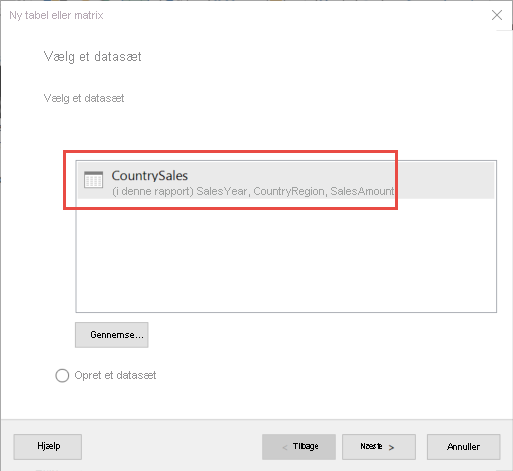 Ny tabel eller matrix
Vælg et datasæt
Vælg et datasæt
CountrySales
(i denne rapport) SalesYear, CountryRegion, SalesAmount
Gennemse...
Opret et datasæt
Hjælp
< Tilbage
Næste >
Annuller